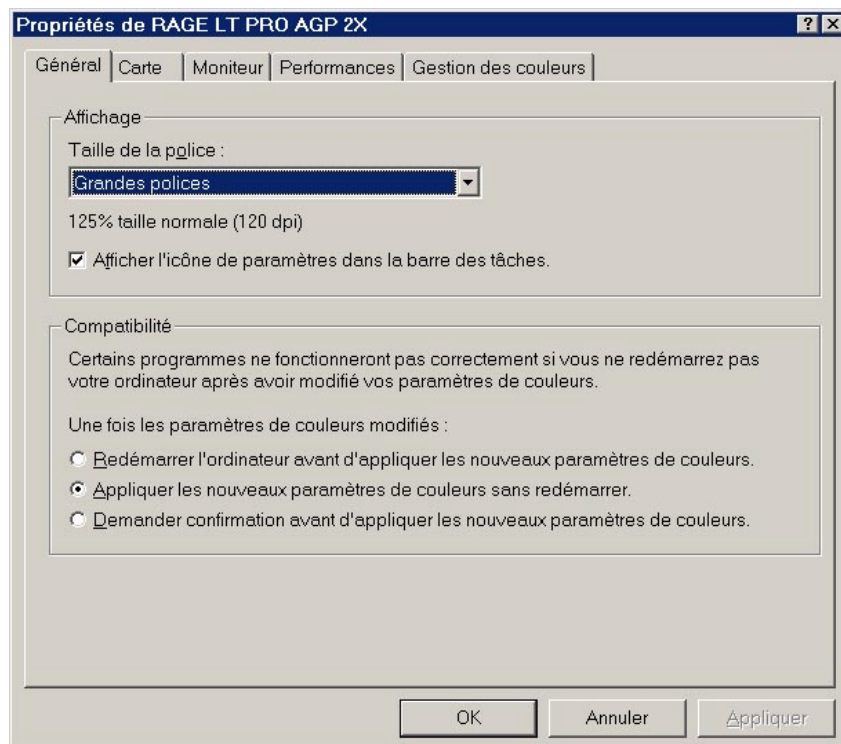 Propriétés de RAGE LT PRO AGP 2X
Général Carte Moniteur Performances Gestion des couleurs
Affichage
Taille de la police :
Grandes polices
125% taille normale (120 dpi)
Afficher l'icône de paramètres dans la barre des tâches.
Compatibilité
Certains programmes ne fonctionneront pas correctement si vous ne redémarrez pas
votre ordinateur après avoir modifié vos paramètres de couleurs.
Une fois les paramètres de couleurs modifiés :
Redémarrer l'ordinateur avant d'appliquer les nouveaux paramètres de couleurs.
Appliquer les nouveaux paramètres de couleurs sans redémarrer.
Demander confirmation avant d'appliquer les nouveaux paramètres de couleurs.
OK Annuler Appliquer